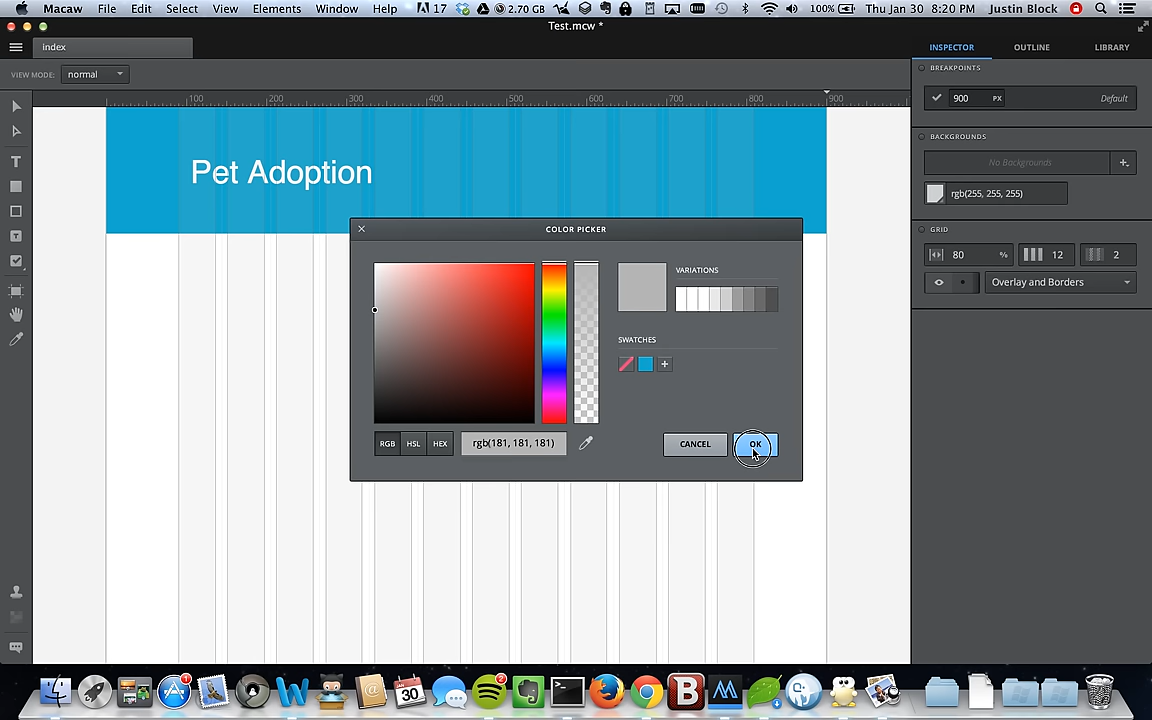 Macaw File Edit Select View Elements Window Help 17 2.70 GB 100% Thu Jan 30 8:20 PM Justin Block
Test.mcw *
index
INSPECTOR OUTLINE LIBRARY
VIEW MODE: normal
BREAKPOINTS
100 200 300 400 500 600 700 800 900
900 PX Default
BACKGROUNDS
No Backgrounds
rgb(255, 255, 255)
Pet Adoption
GRID
80 % 12 2
Overlay and Borders
COLOR PICKER
VARIATIONS
SWATCHES
RGB HSL HEX rgb(181, 181, 181) CANCEL OK